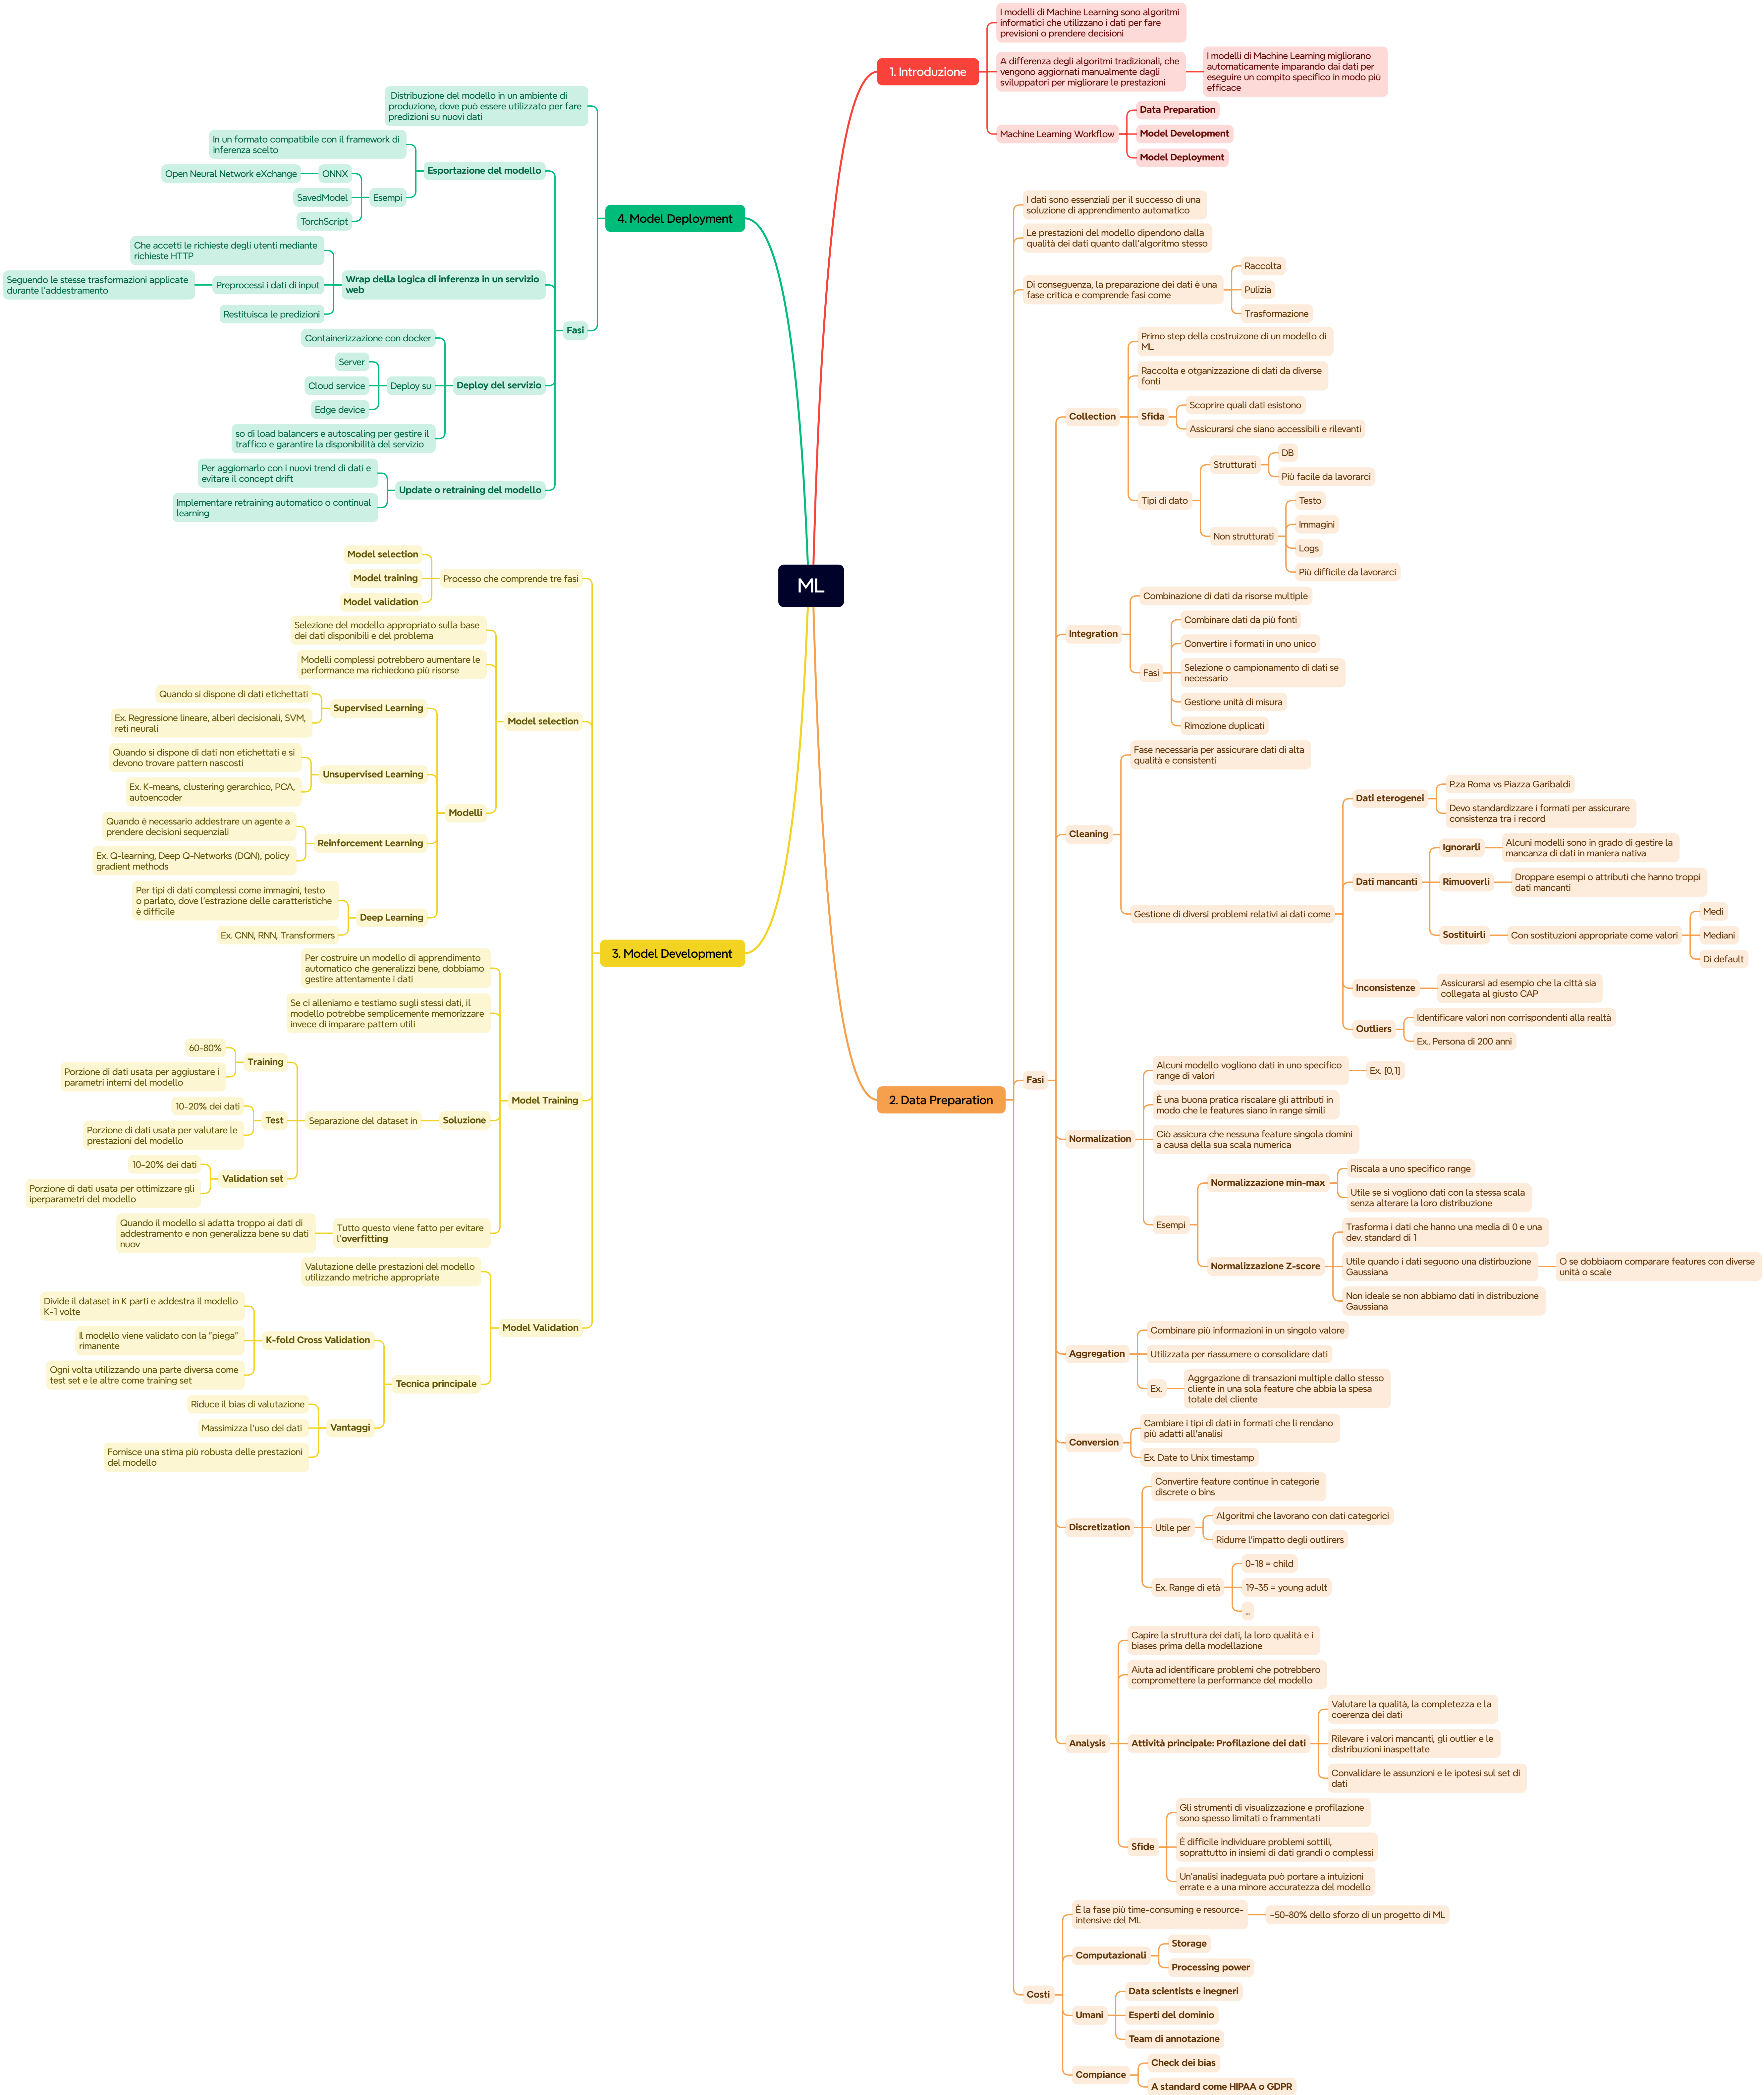 ML
1. Introduzione
I modelli di Machine Learning sono algoritmi
informatici che utilizzano i dati per fare
previsioni o prendere decisioni
A differenza degli algoritmi tradizionali, che
vengono aggiornati manualmente dagli
sviluppatori per migliorare le prestazioni
I modelli di Machine Learning migliorano
automaticamente imparando dai dati per
eseguire un compito specifico in modo più
efficace
Machine Learning Workflow
Data Preparation
Model Development
Model Deployment
2. Data Preparation
I dati sono essenziali per il successo di una
soluzione di apprendimento automatico
Le prestazioni del modello dipendono dalla
qualità dei dati quanto dall'algoritmo stesso
Di conseguenza, la preparazione dei dati è una
fase critica e comprende fasi come
Raccolta
Pulizia
Trasformazione
Fasi
Collection
Primo step della costruizone di un modello di
ML
Raccolta e otganizzazione di dati da diverse
fonti
Sfida
Scoprire quali dati esistono
Assicurarsi che siano accessibili e rilevanti
Tipi di dato
Strutturati
DB
Più facile da lavorarci
Non strutturati
Testo
Immagini
Logs
Più difficile da lavorarci
Integration
Combinazione di dati da risorse multiple
Fasi
Combinare dati da più fonti
Convertire i formati in uno unico
Selezione o campionamento di dati se
necessario
Gestione unità di misura
Rimozione duplicati
Cleaning
Fase necessaria per assicurare dati di alta
qualità e consistenti
Gestione di diversi problemi relativi ai dati come
Dati eterogenei
P.za Roma vs Piazza Garibaldi
Devo standardizzare i formati per assicurare
consistenza tra i record
Dati mancanti
Ignorarli
Alcuni modelli sono in grado di gestire la
mancanza di dati in maniera nativa
Rimuoverli
Droppare esempi o attributi che hanno troppi
dati mancanti
Sostituirli
Con sostituzioni appropriate come valori
Medi
Mediani
Di default
Inconsistenze
Assicurarsi ad esempio che la città sia
collegata al giusto CAP
Outliers
Identificare valori non corrispondenti alla realtà
Ex.. Persona di 200 anni
Normalization
Alcuni modello vogliono dati in uno specifico
range di valori
Ex. [0,1]
È una buona pratica riscalare gli attributi in
modo che le features siano in range simili
Ciò assicura che nessuna feature singola domini
a causa della sua scala numerica
Esempi
Normalizzazione min-max
Riscala a uno specifico range
Utile se si vogliono dati con la stessa scala
senza alterare la loro distribuzione
Normalizzazione Z-score
Trasforma i dati che hanno una media di 0 e una
dev. standard di 1
Utile quando i dati seguono una distirbuzione
Gaussiana
O se dobbiaom comparare features con diverse
unità o scale
Non ideale se non abbiamo dati in distribuzione
Gaussiana
Aggregation
Combinare più informazioni in un singolo valore
Utilizzata per riassumere o consolidare dati
Ex.
Aggrgazione di transazioni multiple dallo stesso
cliente in una sola feature che abbia la spesa
totale del cliente
Conversion
Cambiare i tipi di dati in formati che li rendano
più adatti all'analisi
Ex. Date to Unix timestamp
Discretization
Convertire feature continue in categorie
discrete o bins
Utile per
Algoritmi che lavorano con dati categorici
Ridurre l'impatto degli outlirers
Ex. Range di età
0-18 = child
19-35 = young adult
...
Analysis
Capire la struttura dei dati, la loro qualità e i
biases prima della modellazione
Aiuta ad identificare problemi che potrebbero
compromettere la performance del modello
Attività principale: Profilazione dei dati
Valutare la qualità, la completezza e la
coerenza dei dati
Rilevare i valori mancanti, gli outlier e le
distribuzioni inaspettate
Convalidare le assunzioni e le ipotesi sul set di
dati
Sfide
Gli strumenti di visualizzazione e profilazione
sono spesso limitati o frammentati
È difficile individuare problemi sottili,
soprattutto in insiemi di dati grandi o complessi
Un'analisi inadeguata può portare a intuizioni
errate e a una minore accuratezza del modello
Costi
È la fase più time-consuming e resource-
intensive del ML
~50-80% dello sforzo di un progetto di ML
Computazionali
Storage
Processing power
Umani
Data scientists e inegneri
Esperti del dominio
Team di annotazione
Compiance
Check dei bias
A standard come HIPAA o GDPR
3. Model Development
Processo che comprende tre fasi
Model selection
Model training
Model validation
Model selection
Selezione del modello appropriato sulla base
dei dati disponibili e del problema
Modelli complessi potrebbero aumentare le
performance ma richiedono più risorse
Modelli
Supervised Learning
Quando si dispone di dati etichettati
Ex. Regressione lineare, alberi decisionali, SVM,
reti neurali
Unsupervised Learning
Quando si dispone di dati non etichettati e si
devono trovare pattern nascosti
Ex. K-means, clustering gerarchico, PCA,
autoencoder
Reinforcement Learning
Quando è necessario addestrare un agente a
prendere decisioni sequenziali
Ex. Q-learning, Deep Q-Networks (DQN), policy
gradient methods
Deep Learning
Per tipi di dati complessi come immagini, testo
o parlato, dove l'estrazione delle caratteristiche
è difficile
Ex. CNN, RNN, Transformers
Model Training
Per costruire un modello di apprendimento
automatico che generalizzi bene, dobbiamo
gestire attentamente i dati
Se ci alleniamo e testiamo sugli stessi dati, il
modello potrebbe semplicemente memorizzare
invece di imparare pattern utili
Soluzione
Separazione del dataset in
Training
60-80%
Porzione di dati usata per aggiustare i
parametri interni del modello
Test
10-20% dei dati
Porzione di dati usata per valutare le
prestazioni del modello
Validation set
10-20% dei dati
Porzione di dati usata per ottimizzare gli
iperparametri del modello
Tutto questo viene fatto per evitare
l'overfitting
Quando il modello si adatta troppo ai dati di
addestramento e non generalizza bene su dati
nuov
Model Validation
Valutazione delle prestazioni del modello
utilizzando metriche appropriate
Tecnica principale
K-fold Cross Validation
Divide il dataset in K parti e addestra il modello
K-1 volte
Il modello viene validato con la "piega"
rimanente
Ogni volta utilizzando una parte diversa come
test set e le altre come training set
Vantaggi
Riduce il bias di valutazione
Massimizza l'uso dei dati
Fornisce una stima più robusta delle prestazioni
del modello
4. Model Deployment
Distribuzione del modello in un ambiente di
produzione, dove può essere utilizzato per fare
predizioni su nuovi dati
Fasi
Esportazione del modello
In un formato compatibile con il framework di
inferenza scelto
Esempi
ONNX
Open Neural Network eXchange
SavedModel
TorchScript
Wrap della logica di inferenza in un servizio
web
Che accetti le richieste degli utenti mediante
richieste HTTP
Preprocessi i dati di input
Seguendo le stesse trasformazioni applicate
durante l'addestramento
Restituisca le predizioni
Deploy del servizio
Containerizzazione con docker
Deploy su
Server
Cloud service
Edge device
so di load balancers e autoscaling per gestire il
traffico e garantire la disponibilità del servizio
Update o retraining del modello
Per aggiornarlo con i nuovi trend di dati e
evitare il concept drift
Implementare retraining automatico o continual
learning